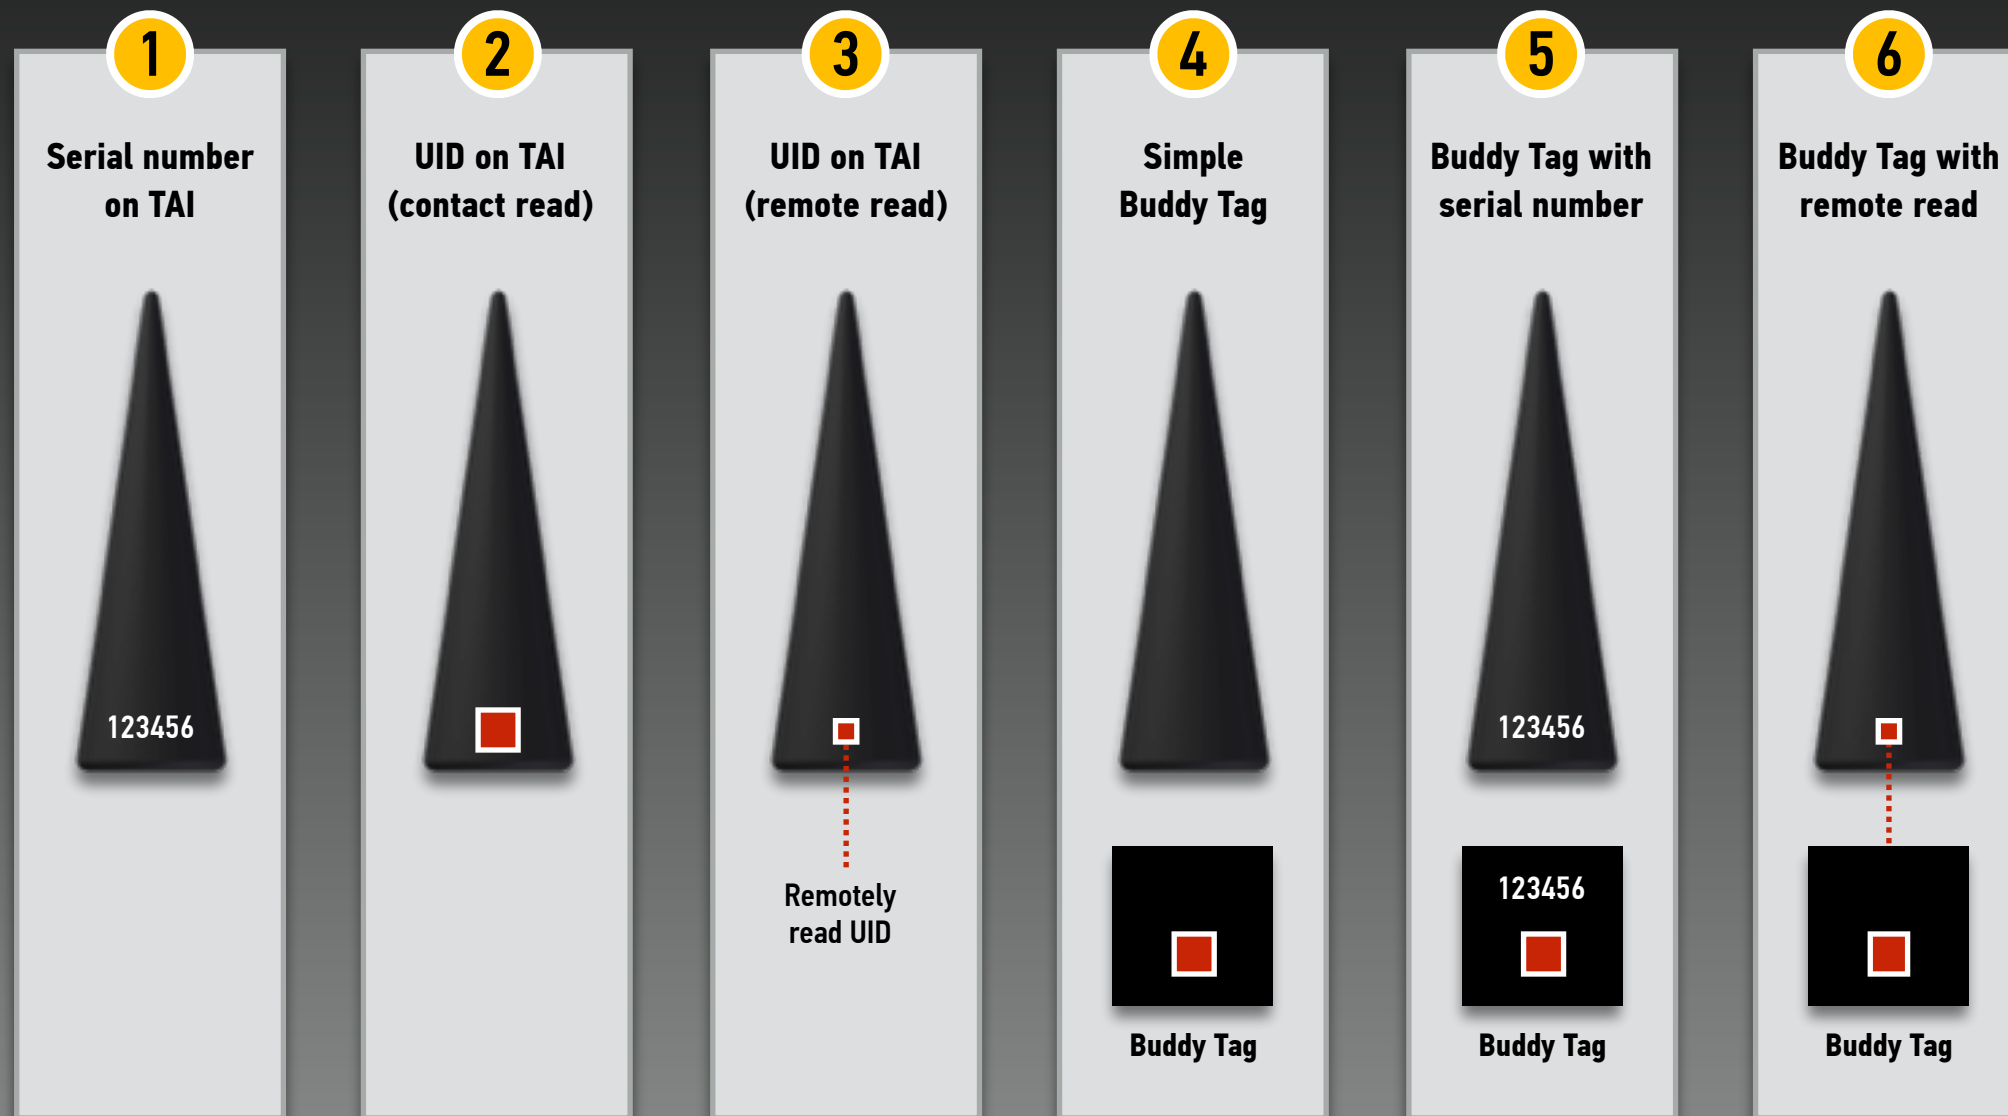 1
Serial number
on TAI
123456
2
UID on TAI
(contact read)
3
UID on TAI
(remote read)
Remotely
read UID
4
Simple
Buddy Tag
Buddy Tag
5
Buddy Tag with
serial number
123456
123456
Buddy Tag
6
Buddy Tag with
remote read
Buddy Tag